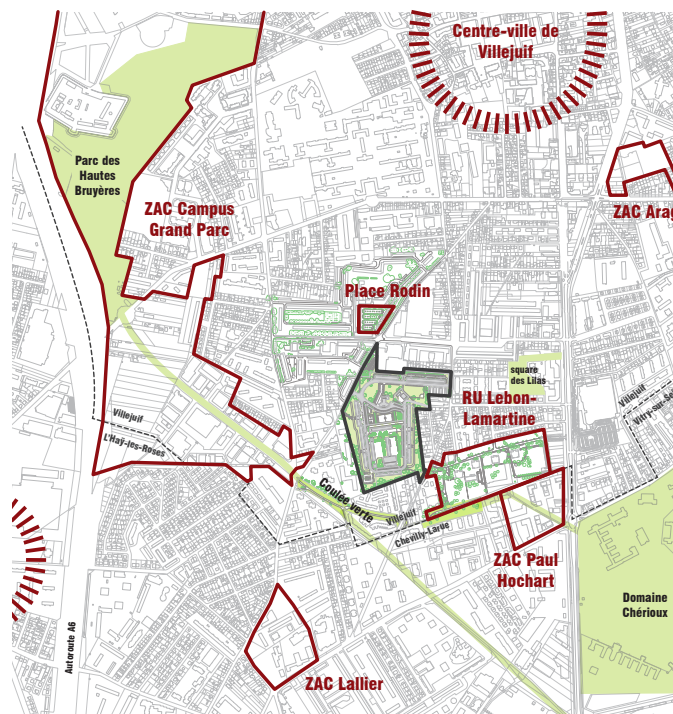 Centre-ville de
Villejuif
Parc des
Hautes
Bruyères
ZAC Campus
Grand Parc
ZAC Arag
Place Rodin
square
des Lilas
RU Lebon-
Lamartine
Villejuif
Vitry-sur-Se
Villejuif
L'Haÿ-les-Roses
Coulée verte
Villejuif
Chevilly-Larue
ZAC Paul
Hochart
Domaine
Chérioux
Autoroute A6
ZAC Lallier